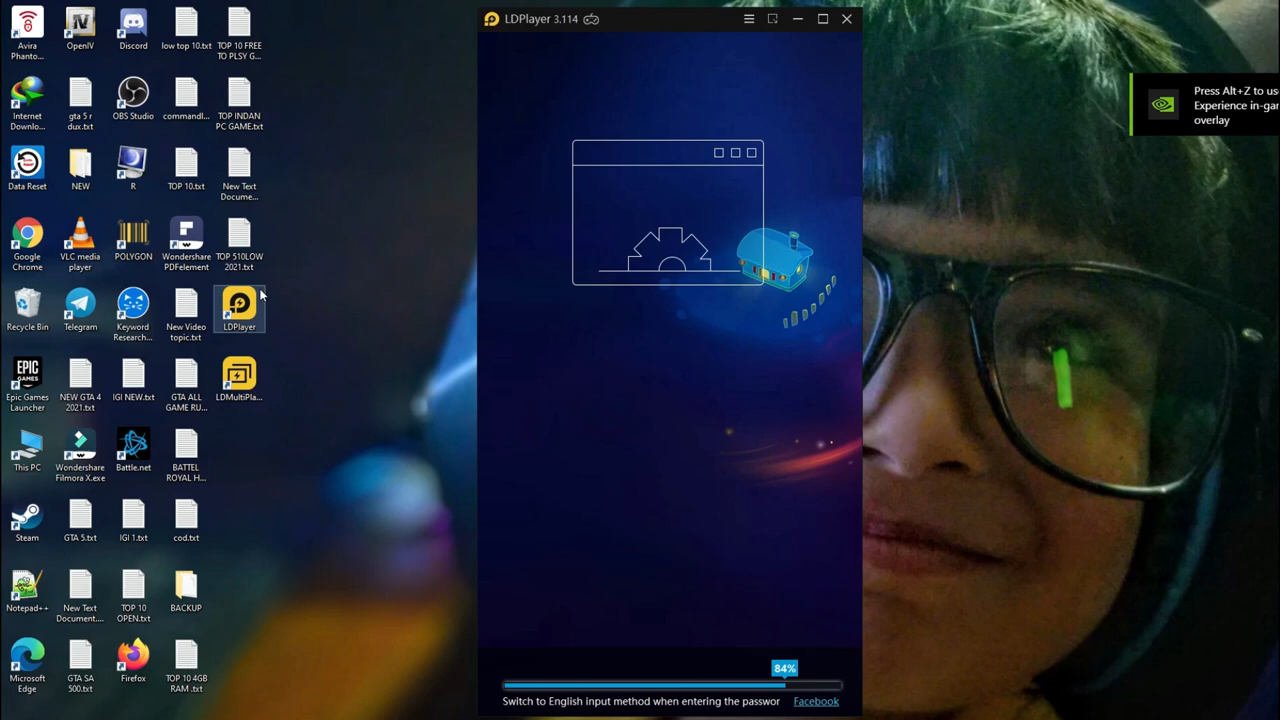 Avira
Phanto...
OpenIV
Discord
low top 10.txt
TOP 10 FREE
TO PLSY G...
Internet
Downlo...
gta 5 r
dux.txt
OBS Studio
commandl...
TOP INDAN
PC GAME.txt
Data Reset
NEW
R
TOP 10.txt
New Text
Docume...
Google
Chrome
VLC media
player
POLYGON
Wondershare
PDFelement
TOP 510LOW
2021.txt
Recycle Bin
Telegram
Keyword
Research...
New Video
topic.txt
LDPlayer
EPIC
GAMES
Epic Games
Launcher
NEW GTA 4
2021.txt
IGI NEW.txt
GTA ALL
GAME RU...
LDMultiPla...
This PC
Wondershare
Filmora X.exe
Battle.net
BATTEL
ROYAL H...
Steam
GTA 5.txt
IGI 1.txt
cod.txt
Notepad++
New Text
Document....
TOP 10
OPEN.txt
BACKUP
Microsoft
Edge
GTA SA
500.txt
Firefox
TOP 10 4GB
RAM .txt
LDPlayer 3.114
84%
Switch to English input method when entering the passwor
Facebook
Press Alt+Z to us
Experience in-ga
overlay